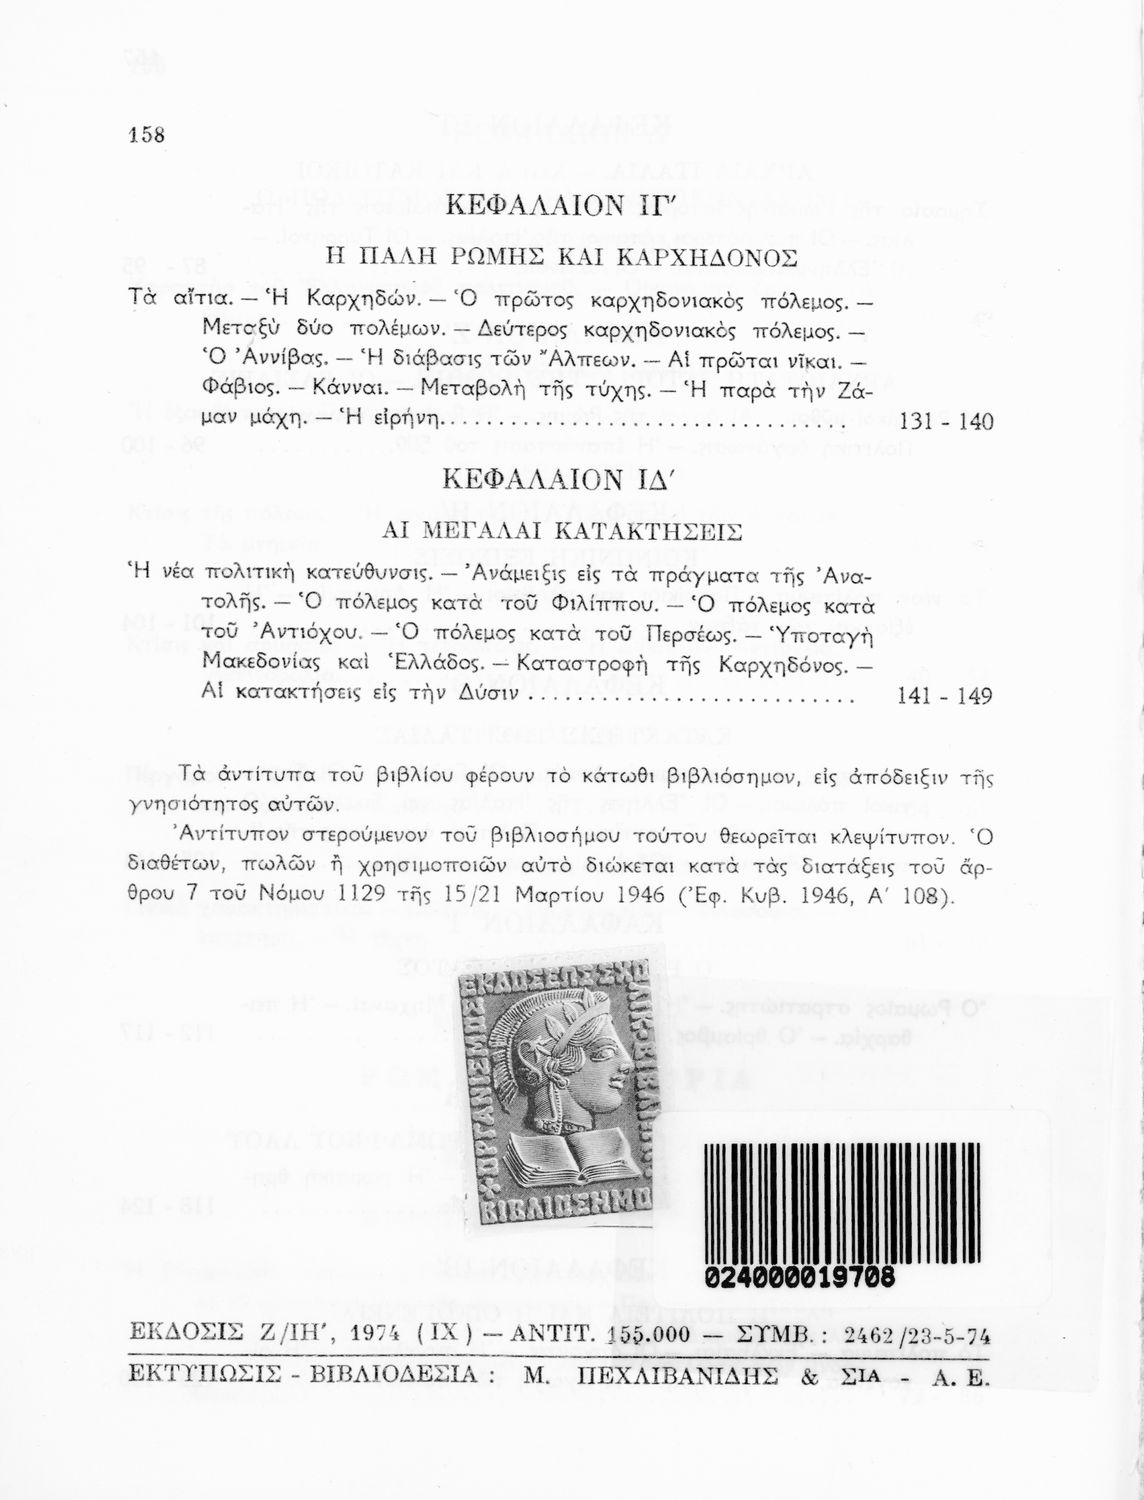 158
ΚΕΦΑΛΑΙΟΝ ΙΓ′
Η ΠΑΛΗ ΡΩΜΗΣ ΚΑΙ ΚΑΡΧΗΔΟΝΟΣ
Τὰ αἴτια. — Ἡ Καρχηδών. — Ὁ πρῶτος καρχηδονιακὸς πόλεμος. —
Μεταξὺ δύο πολέμων. — Δεύτερος καρχηδονιακὸς πόλεμος. —
Ὁ Ἀννίβας. — Ἡ διάβασις τῶν Ἄλπεων. — Αἱ πρῶται νῖκαι. —
Φάβιος. — Κάνναι. — Μεταβολὴ τῆς τύχης. — Ἡ παρὰ τὴν Ζά-
μαν μάχη. — Ἡ εἰρήνη.................................. 131 - 140
ΚΕΦΑΛΑΙΟΝ ΙΔ′
ΑΙ ΜΕΓΑΛΑΙ ΚΑΤΑΚΤΗΣΕΙΣ
Ἡ νέα πολιτικὴ κατεύθυνσις. — Ἀνάμειξις εἰς τὰ πράγματα τῆς Ἀνα-
τολῆς. — Ὁ πόλεμος κατὰ τοῦ Φιλίππου. — Ὁ πόλεμος κατὰ
τοῦ Ἀντιόχου. — Ὁ πόλεμος κατὰ τοῦ Περσέως. — Ὑποταγὴ
Μακεδονίας καὶ Ἑλλάδος. — Καταστροφὴ τῆς Καρχηδόνος. —
Αἱ κατακτήσεις εἰς τὴν Δύσιν ........................... 141 - 149
Τὰ ἀντίτυπα τοῦ βιβλίου φέρουν τὸ κάτωθι βιβλιόσημον, εἰς ἀπόδειξιν τῆς
γνησιότητος αὐτῶν.
Ἀντίτυπον στερούμενον τοῦ βιβλιοσήμου τούτου θεωρεῖται κλεψίτυπον. Ὁ
διαθέτων, πωλῶν ἢ χρησιμοποιῶν αὐτὸ διώκεται κατὰ τὰς διατάξεις τοῦ ἄρ-
θρου 7 τοῦ Νόμου 1129 τῆς 15/21 Μαρτίου 1946 (Ἐφ. Κυβ. 1946, Α′ 108).
ΟΡΓΑΝΙΣΜΟΣ
ΕΚΔΟΣΕΩΣ ΣΧΟ
ΛΙΚΩΝ ΒΙΒΛΙΩΝ
ΒΙΒΛΙΟΣΗΜΟ
024000019708
ΕΚΔΟΣΙΣ Ζ/ΙΗ′, 1974 (IX) — ΑΝΤΙΤ. 155.000 — ΣΥΜΒ. : 2462/23-5-74
ΕΚΤΥΠΩΣΙΣ - ΒΙΒΛΙΟΔΕΣΙΑ : Μ. ΠΕΧΛΙΒΑΝΙΔΗΣ & ΣΙΑ - Α. Ε.